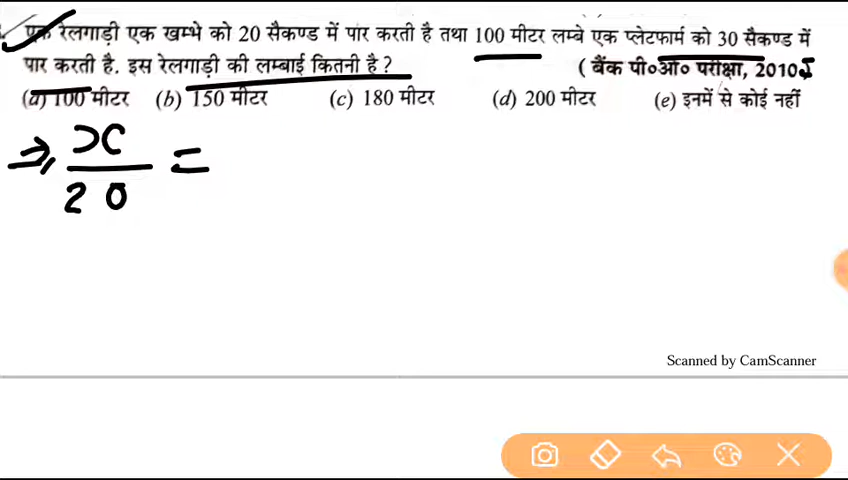 एक रेलगाड़ी एक खम्भे को 20 सैकण्ड में पार करती है तथा 100 मीटर लम्बे एक प्लेटफार्म को 30 सैकण्ड में
पार करती है. इस रेलगाड़ी की लम्बाई कितनी है ? ( बैंक पी०ओ० परीक्षा, 2010 )
(a) 100 मीटर (b) 150 मीटर (c) 180 मीटर (d) 200 मीटर (e) इनमें से कोई नहीं
⇒ x
=
20
Scanned by CamScanner